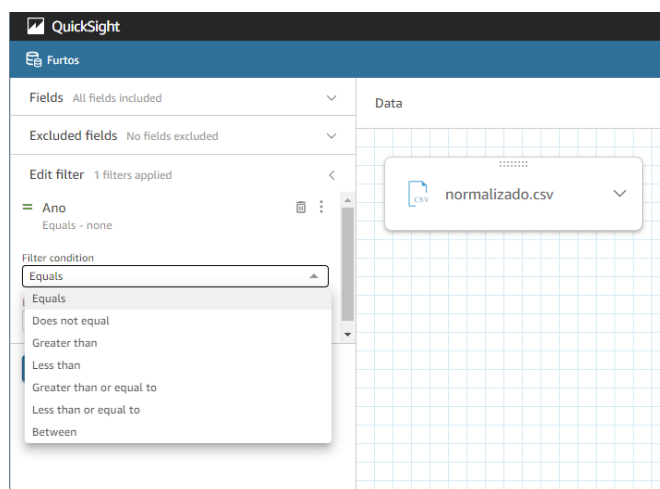 QuickSight
Furtos
Fields All fields included
Excluded fields No fields excluded
Edit filter 1 filters applied
Ano
Equals - none
Filter condition
Equals
Equals
Does not equal
Greater than
Less than
Greater than or equal to
Less than or equal to
Between
Data
CSV
normalizado.csv